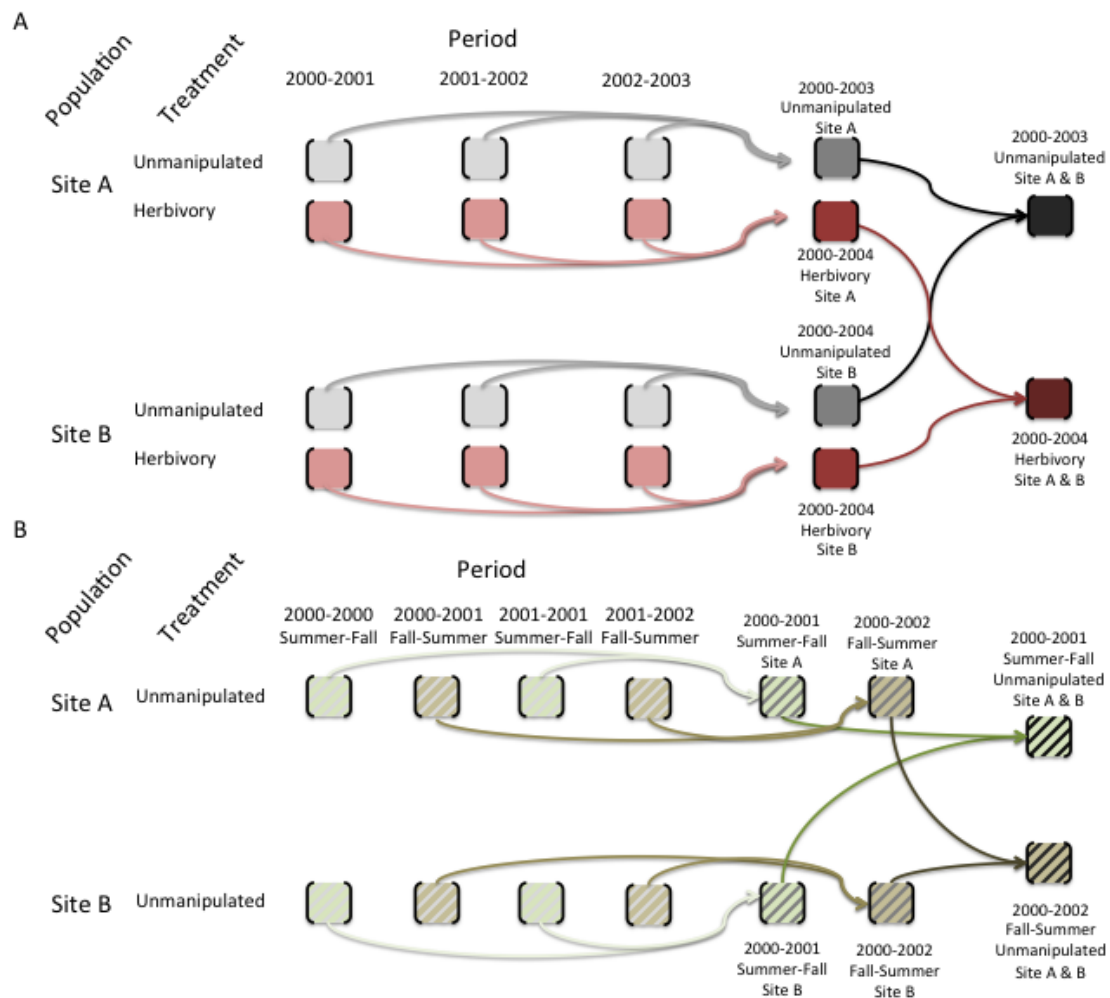 A
Population
Treatment
Period
2000-2001
2001-2002
2002-2003
2000-2003
Unmanipulated
Site A
2000-2003
Unmanipulated
Site A & B
Site A
Unmanipulated
Herbivory
2000-2004
Herbivory
Site A
2000-2004
Unmanipulated
Site B
Site B
Unmanipulated
Herbivory
2000-2004
Herbivory
Site A & B
2000-2004
Herbivory
Site B
B
Population
Treatment
Period
2000-2000
Summer-Fall
2000-2001
Fall-Summer
2001-2001
Summer-Fall
2001-2002
Fall-Summer
2000-2001
Summer-Fall
Site A
2000-2002
Fall-Summer
Site A
2000-2001
Summer-Fall
Unmanipulated
Site A & B
Site A
Unmanipulated
Site B
Unmanipulated
2000-2001
Summer-Fall
Site B
2000-2002
Fall-Summer
Site B
2000-2002
Fall-Summer
Unmanipulated
Site A & B